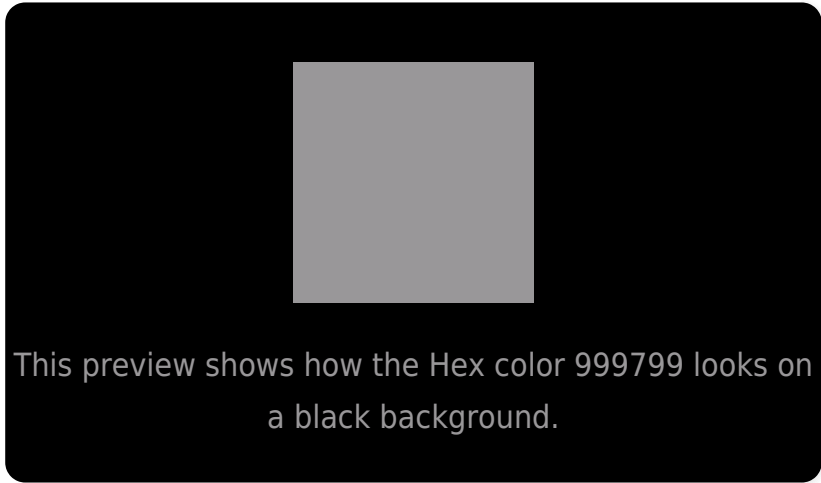 This preview shows how the Hex color 999799 looks on
a black background.